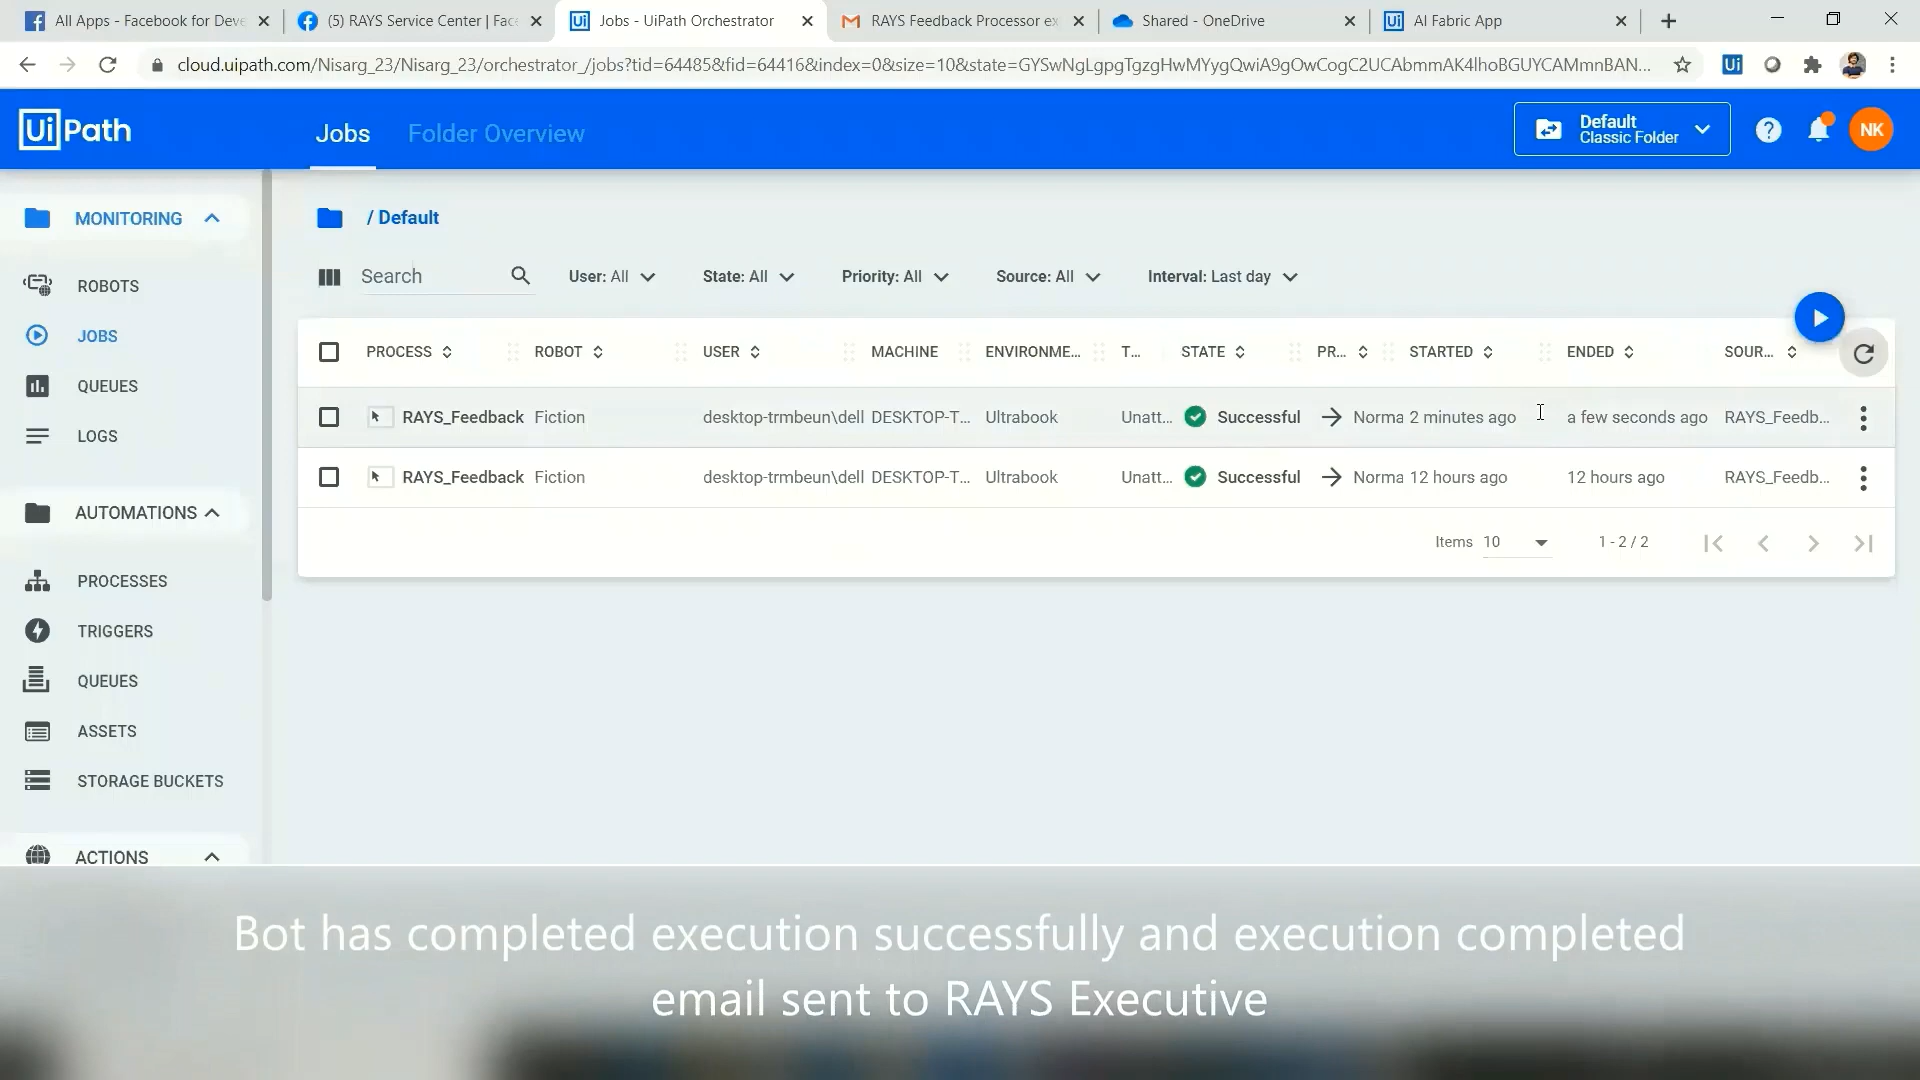 All Apps - Facebook for Deve
(5) RAYS Service Center | Fac
Jobs - UiPath Orchestrator
RAYS Feedback Processor ex
Shared - OneDrive
AI Fabric App
cloud.uipath.com/Nisarg_23/Nisarg_23/orchestrator_/jobs?tid=64485&fid=64416&index=0&size=10&state=GYSwNgLgpgTgzgHwMYygQwiA9gOwCogC2UCAbmmAK4lhoBGUYCAMmnBAN...
Ui Path
Jobs
Folder Overview
Default
Classic Folder
NK
MONITORING
ROBOTS
JOBS
QUEUES
LOGS
AUTOMATIONS
PROCESSES
TRIGGERS
QUEUES
ASSETS
STORAGE BUCKETS
ACTIONS
/ Default
Search
User: All
State: All
Priority: All
Source: All
Interval: Last day
PROCESS ROBOT USER MACHINE ENVIRONME... T... STATE PR... STARTED ENDED SOUR...
RAYS_Feedback Fiction desktop-trmbeun\dell DESKTOP-T... Ultrabook Unatt... Successful Norma 2 minutes ago a few seconds ago RAYS_Feedb...
RAYS_Feedback Fiction desktop-trmbeun\dell DESKTOP-T... Ultrabook Unatt... Successful Norma 12 hours ago 12 hours ago RAYS_Feedb...
Items 10 1 - 2 / 2
Bot has completed execution successfully and execution completed
email sent to RAYS Executive